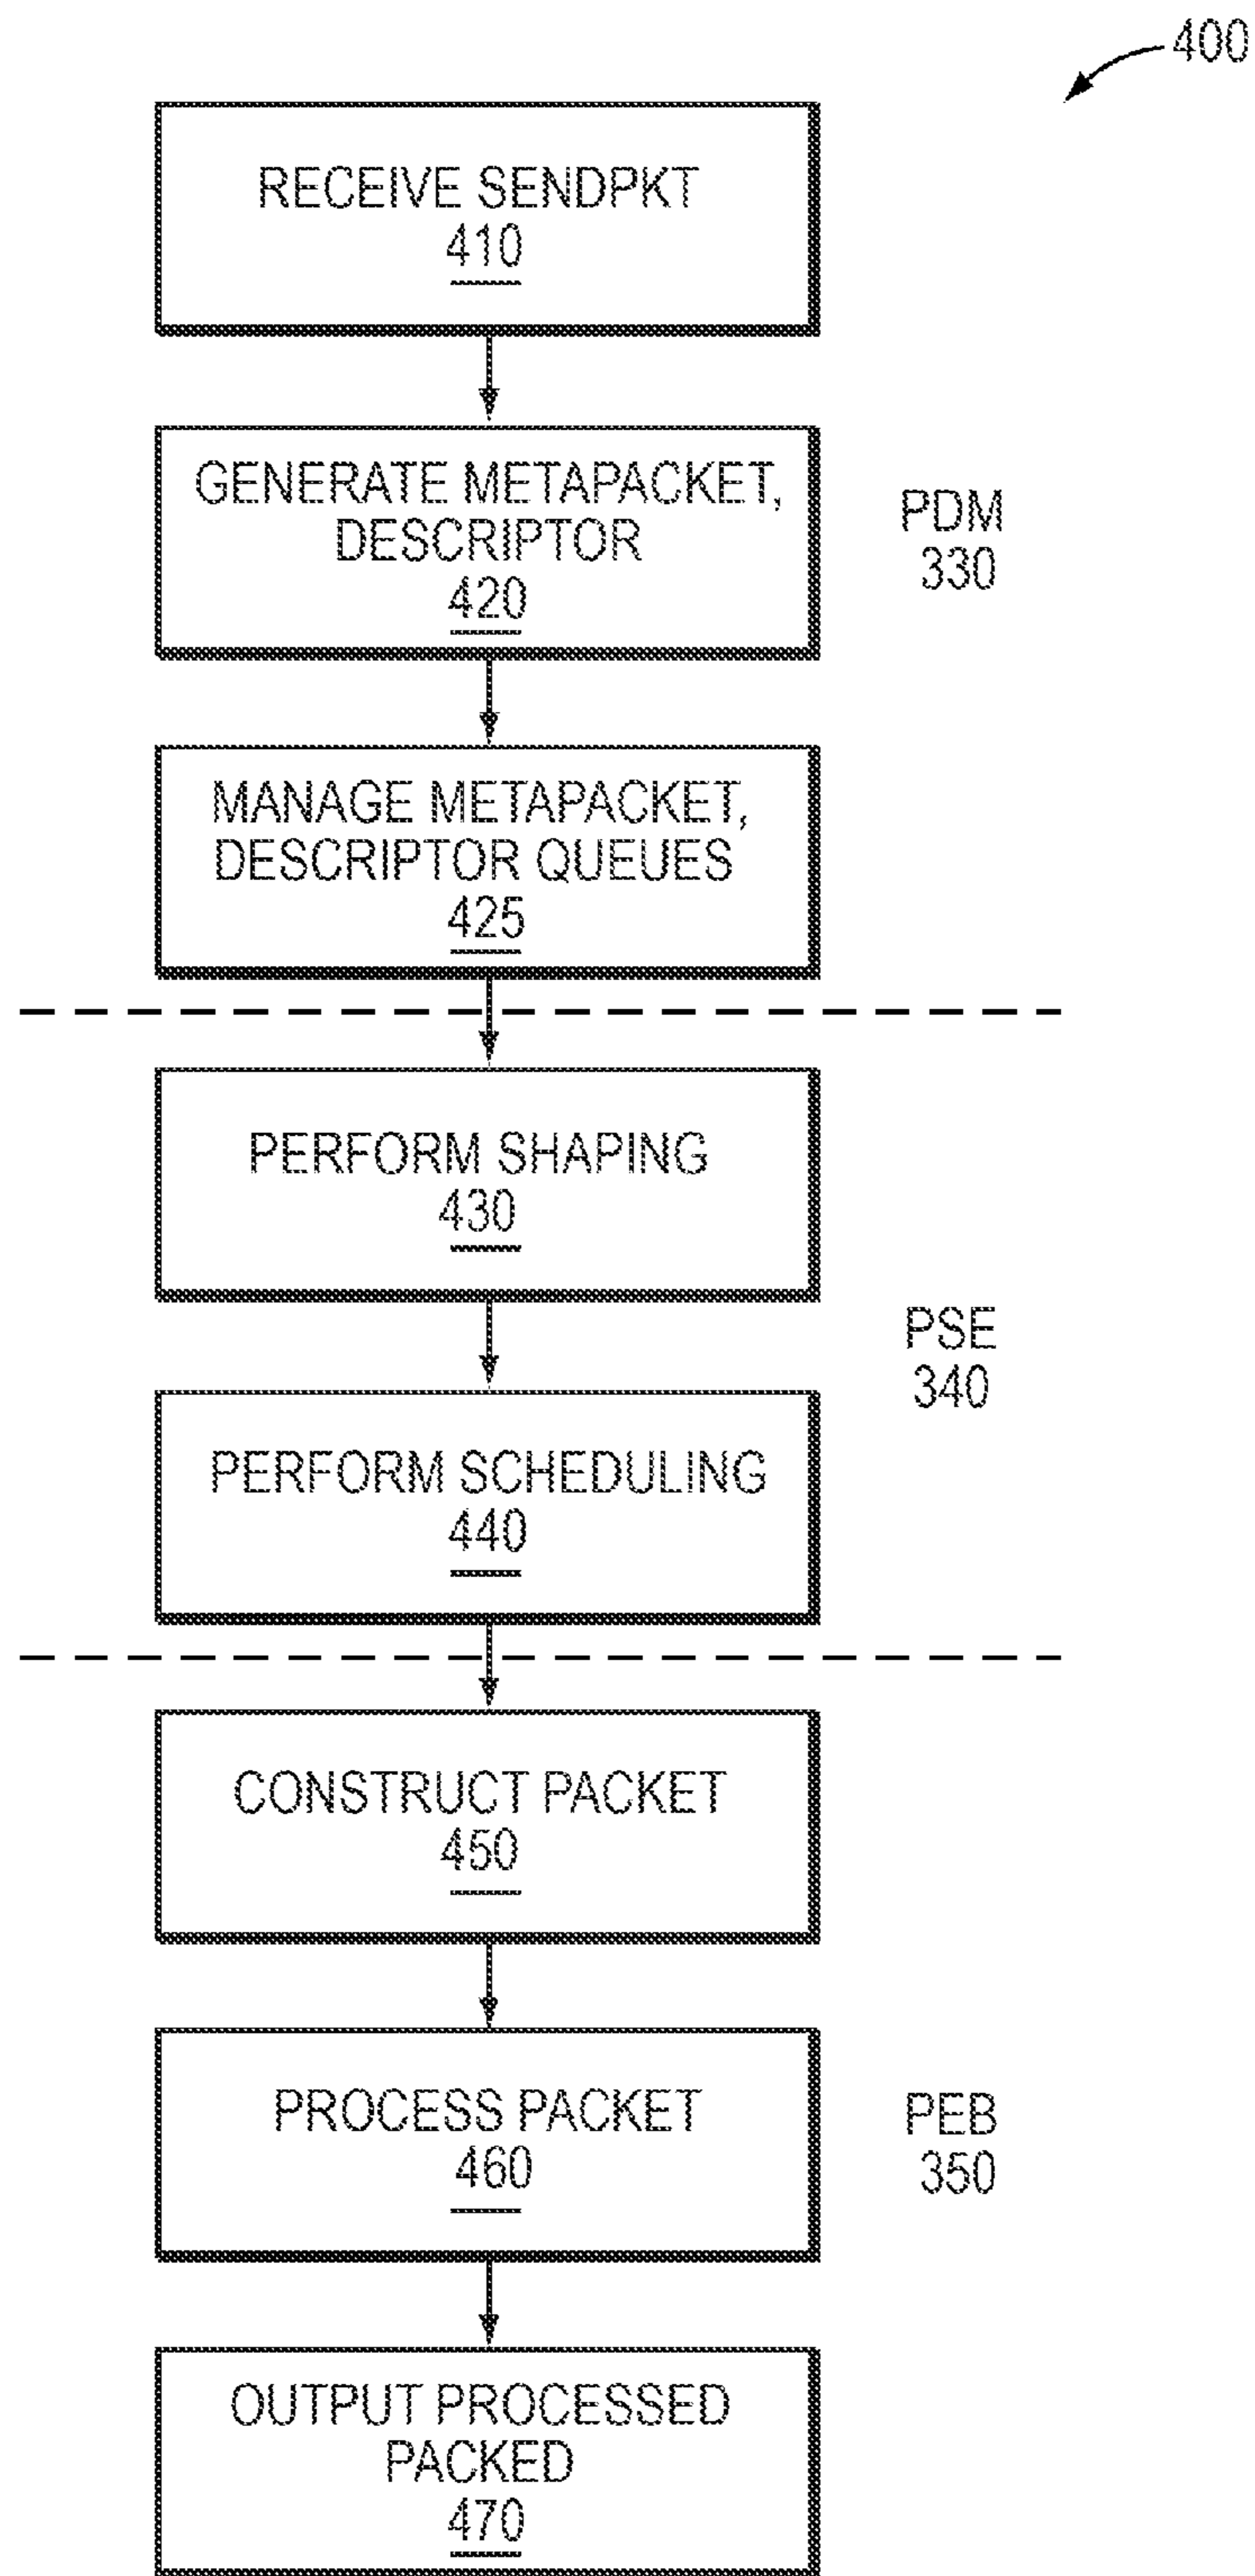 400
RECEIVE SENDPKT
410
GENERATE METAPACKET,
DESCRIPTOR
420
PDM
330
MANAGE METAPACKET,
DESCRIPTOR QUEUES
425
PERFORM SHAPING
430
PSE
340
PERFORM SCHEDULING
440
CONSTRUCT PACKET
450
PROCESS PACKET
460
PEB
350
OUTPUT PROCESSED
PACKED
470